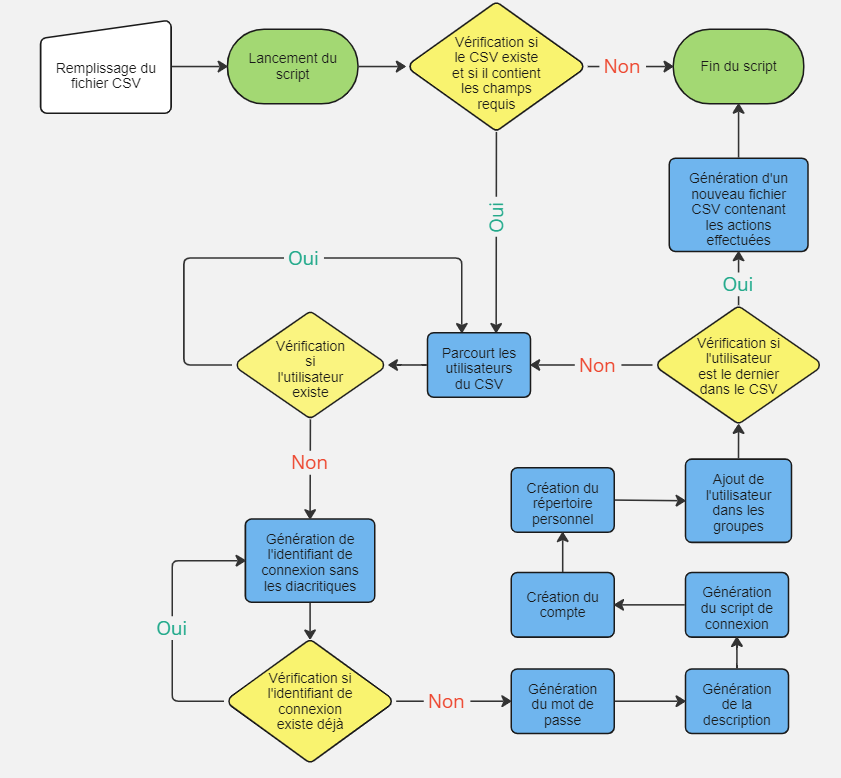 Remplissage du
fichier CSV
Lancement du
script
Vérification si
le CSV existe
et si il contient
les champs
requis
Non
Fin du script
Oui
Génération d'un
nouveau fichier
CSV contenant
les actions
effectuées
Oui
Oui
Vérification
si
l'utilisateur
existe
Parcourt les
utilisateurs
du CSV
Non
Vérification si
l'utilisateur
est le dernier
dans le CSV
Non
Génération de
l'identifiant de
connexion sans
les diacritiques
Oui
Vérification si
l'identifiant de
connexion
existe déjà
Non
Génération
du mot de
passe
Génération
de la
description
Génération
du script de
connexion
Création du
compte
Création du
répertoire
personnel
Ajout de
l'utilisateur
dans les
groupes